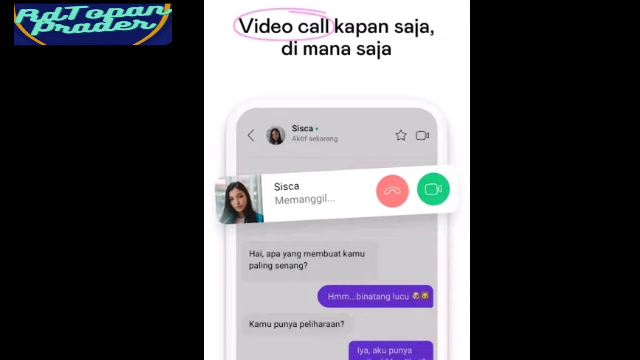 RdTopan
Prader
Video call kapan saja,
di mana saja
Sisca
Aktif sekarang
Sisca
Memanggil...
Hai, apa yang membuat kamu
paling senang?
Hmm...binatang lucu 🐶🐱
Kamu punya peliharaan?
Iya, aku punya